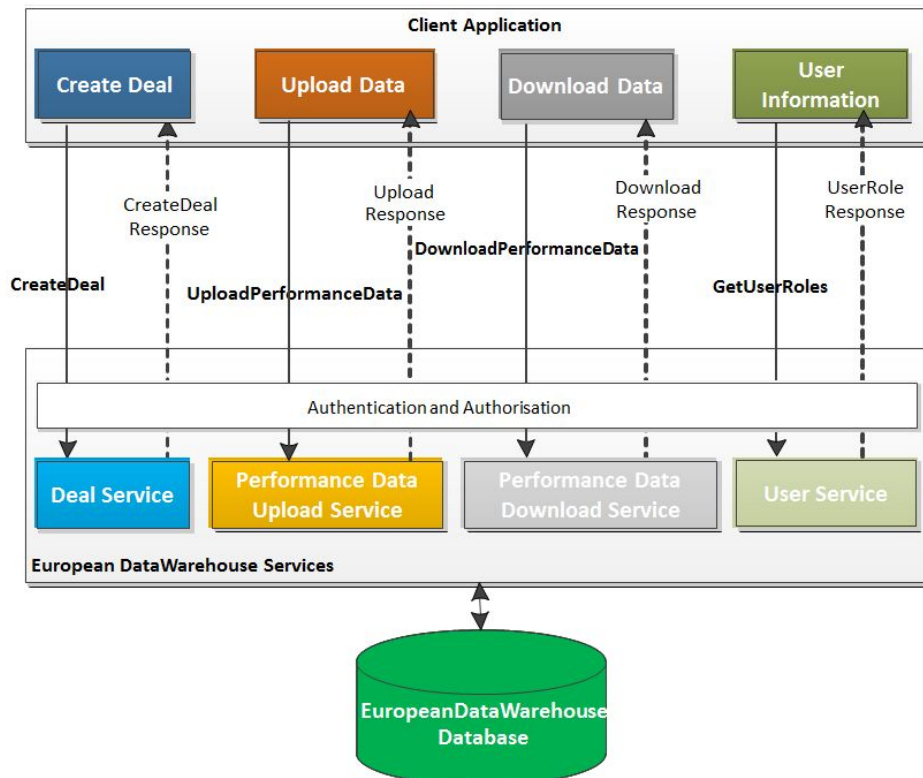 Client Application
Create Deal
Upload Data
Download Data
User
Information
CreateDeal
Response
Upload
Response
Download
Response
UserRole
Response
CreateDeal
UploadPerformanceData
DownloadPerformanceData
GetUserRoles
Authentication and Authorisation
Deal Service
Performance Data
Upload Service
Performance Data
Download Service
User Service
European DataWarehouse Services
EuropeanDataWarehouse
Database